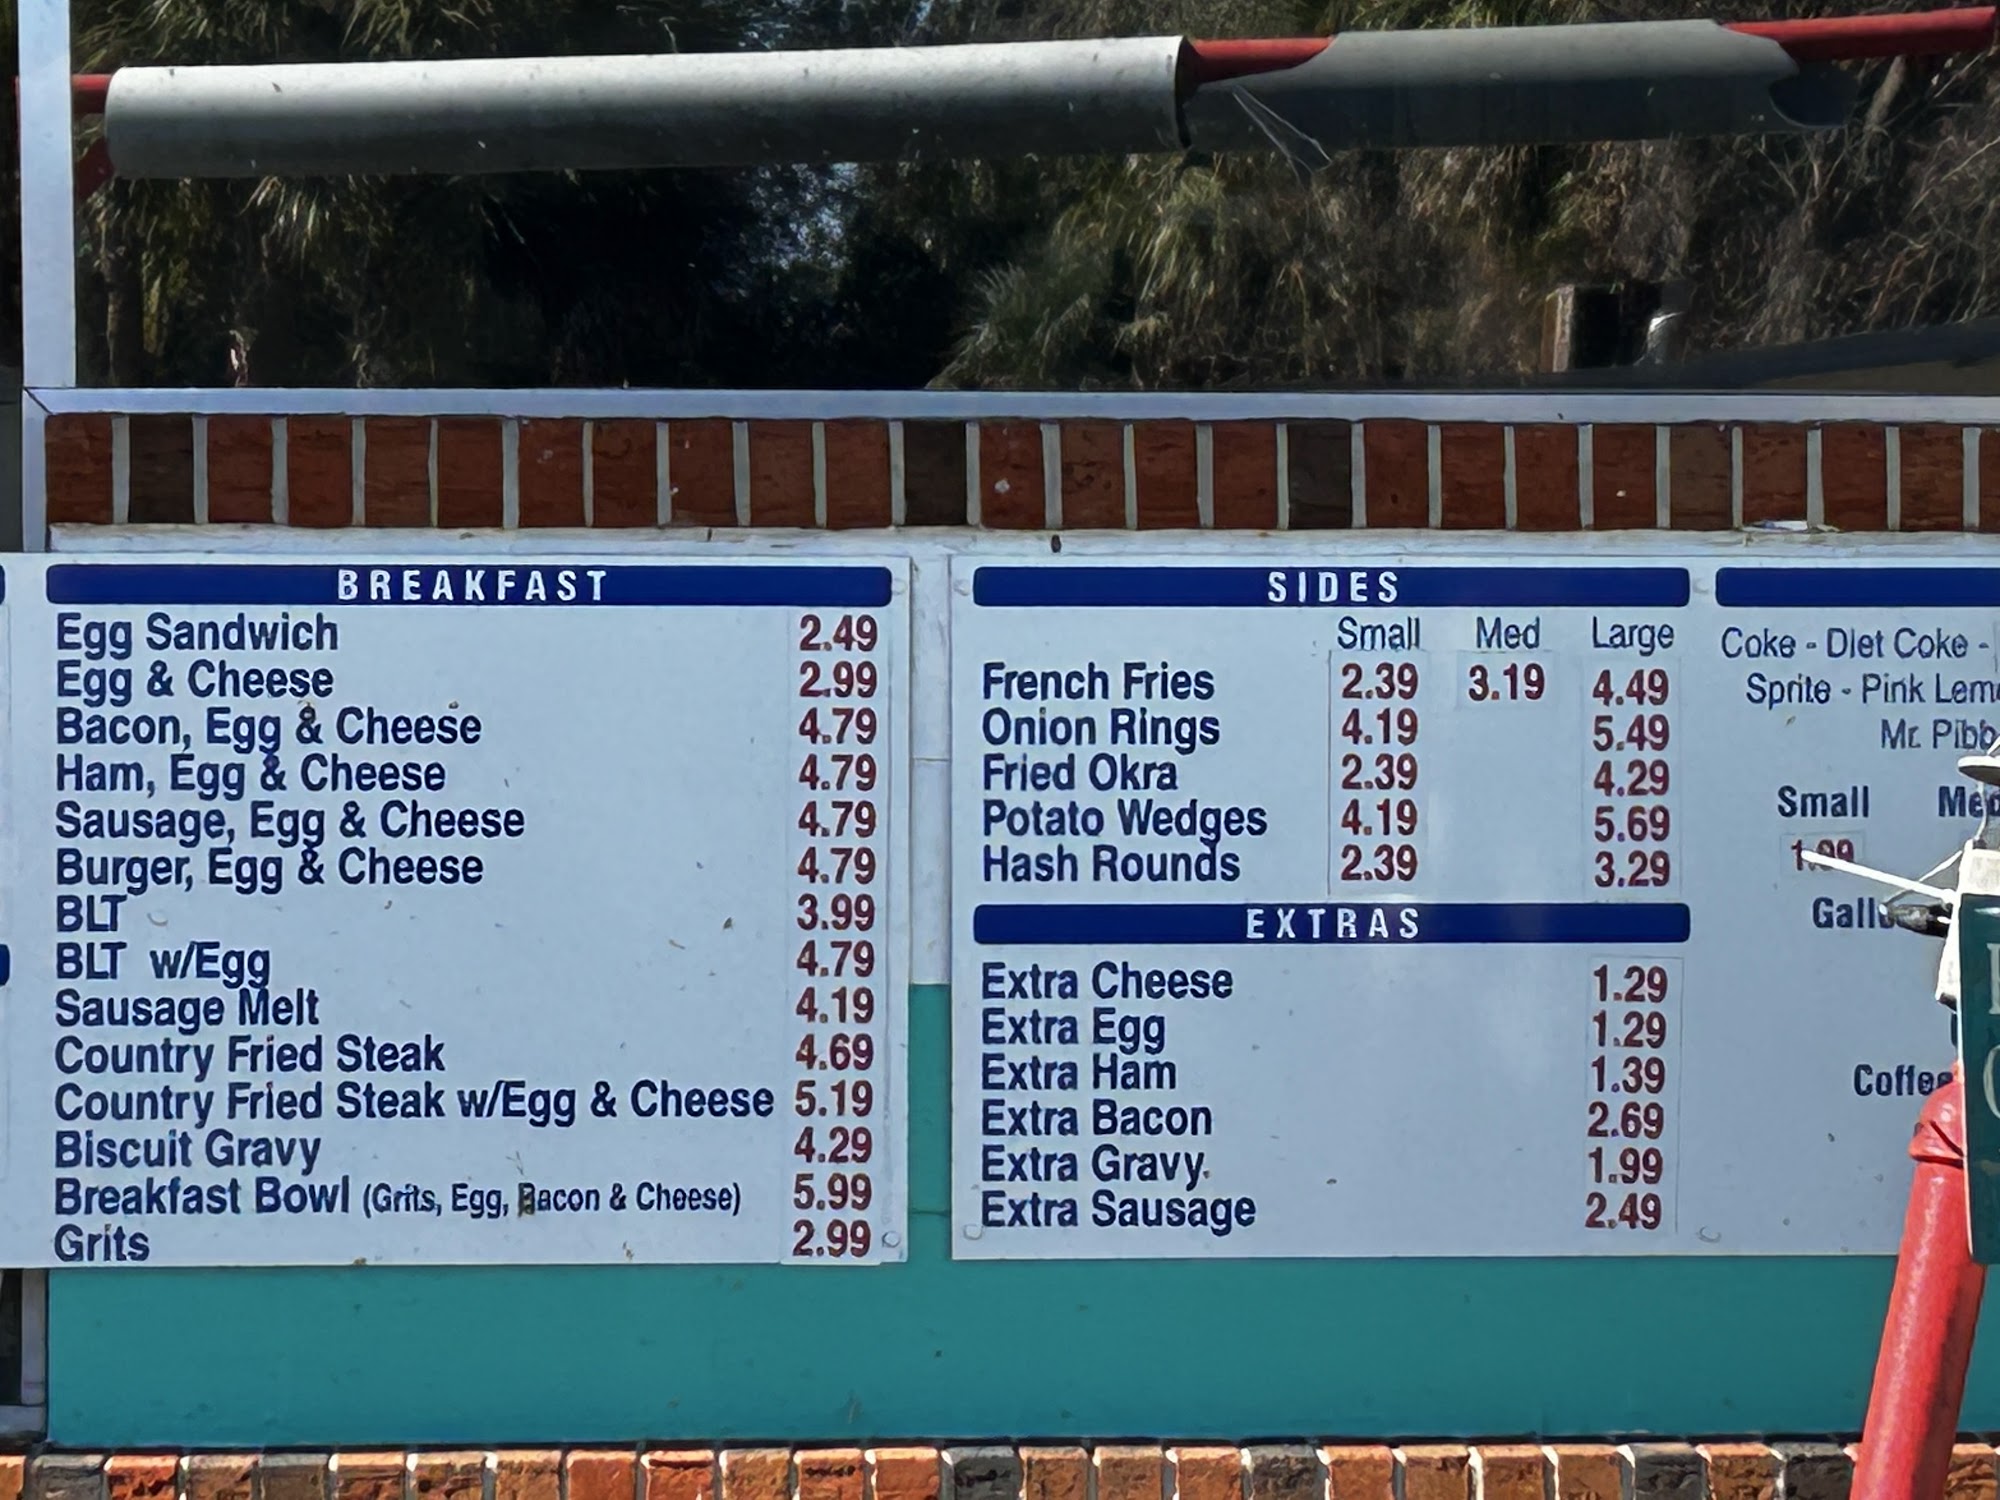 BREAKFAST
Egg Sandwich 2.49
Egg & Cheese 2.99
Bacon, Egg & Cheese 4.79
Ham, Egg & Cheese 4.79
Sausage, Egg & Cheese 4.79
Burger, Egg & Cheese 4.79
BLT 3.99
BLT w/Egg 4.79
Sausage Melt 4.19
Country Fried Steak 4.69
Country Fried Steak w/Egg & Cheese 5.19
Biscuit Gravy 4.29
Breakfast Bowl (Grits, Egg, Bacon & Cheese) 5.99
Grits 2.99
SIDES
Small Med Large
French Fries 2.39 3.19 4.49
Onion Rings 4.19 5.49
Fried Okra 2.39 4.29
Potato Wedges 4.19 5.69
Hash Rounds 2.39 3.29
EXTRAS
Extra Cheese 1.29
Extra Egg 1.29
Extra Ham 1.39
Extra Bacon 2.69
Extra Gravy 1.99
Extra Sausage 2.49
Coke - Diet Coke -
Sprite - Pink
Mr. Pibb
Small
Coffee